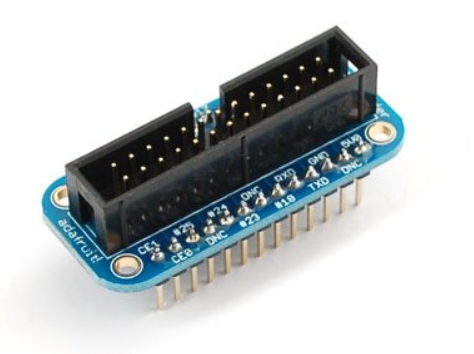 adafruit!
CE1 #25 #24 DNC RXD GND 5V0
CE0 DNC #23 #18 TXD DNC